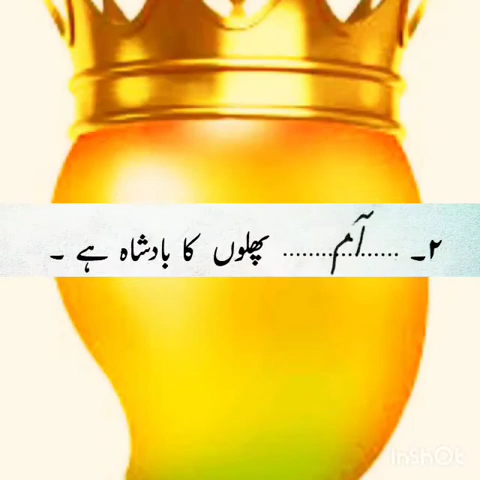 ۲۔ ......آم...... پھلوں کا بادشاہ ہے ۔
inshot